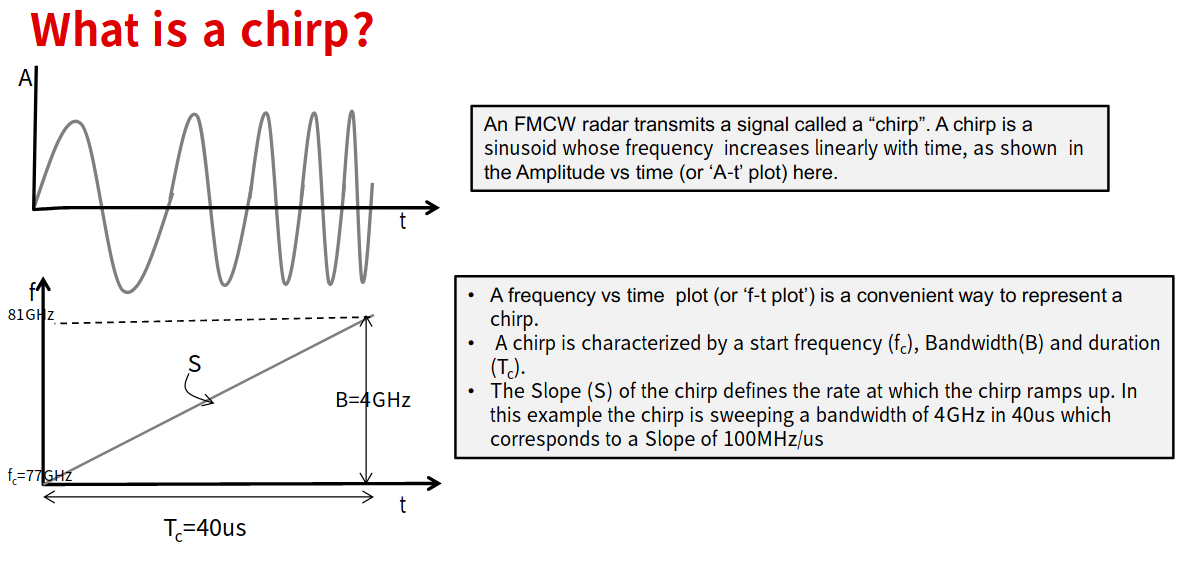 What is a chirp?
A
t
An FMCW radar transmits a signal called a “chirp”. A chirp is a
sinusoid whose frequency increases linearly with time, as shown in
the Amplitude vs time (or ‘A-t’ plot) here.
f
81GHz
S
B=4GHz
fc=77GHz
t
Tc=40us
• A frequency vs time plot (or ‘f-t plot’) is a convenient way to represent a
chirp.
• A chirp is characterized by a start frequency (fc), Bandwidth(B) and duration
(Tc).
• The Slope (S) of the chirp defines the rate at which the chirp ramps up. In
this example the chirp is sweeping a bandwidth of 4GHz in 40us which
corresponds to a Slope of 100MHz/us